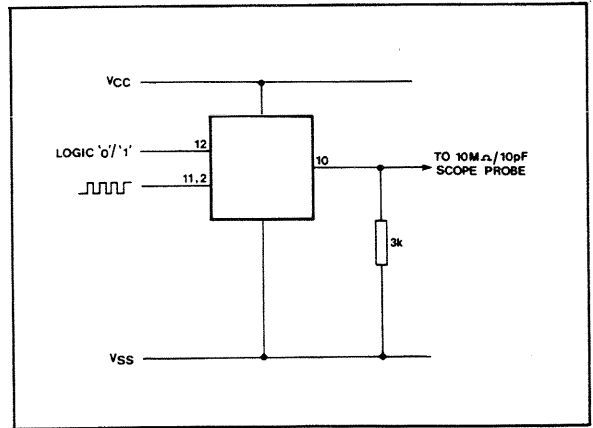 VCC
LOGIC '0'/'1'
12
11,2
10
TO 10MΩ/10pF
SCOPE PROBE
3k
VSS